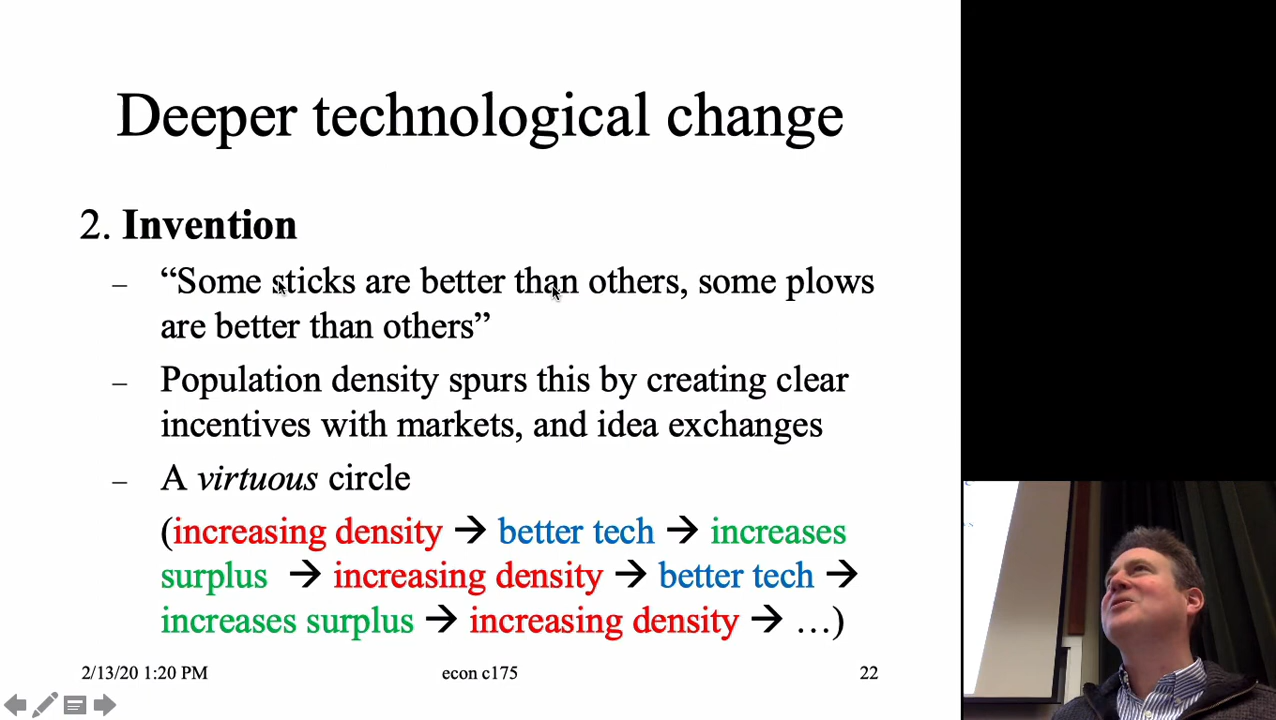 Deeper technological change
2. Invention
– “Some sticks are better than others, some plows
are better than others”
– Population density spurs this by creating clear
incentives with markets, and idea exchanges
– A virtuous circle
(increasing density → better tech → increases
surplus → increasing density → better tech →
increases surplus → increasing density → …)
2/13/20 1:20 PM econ c175 22